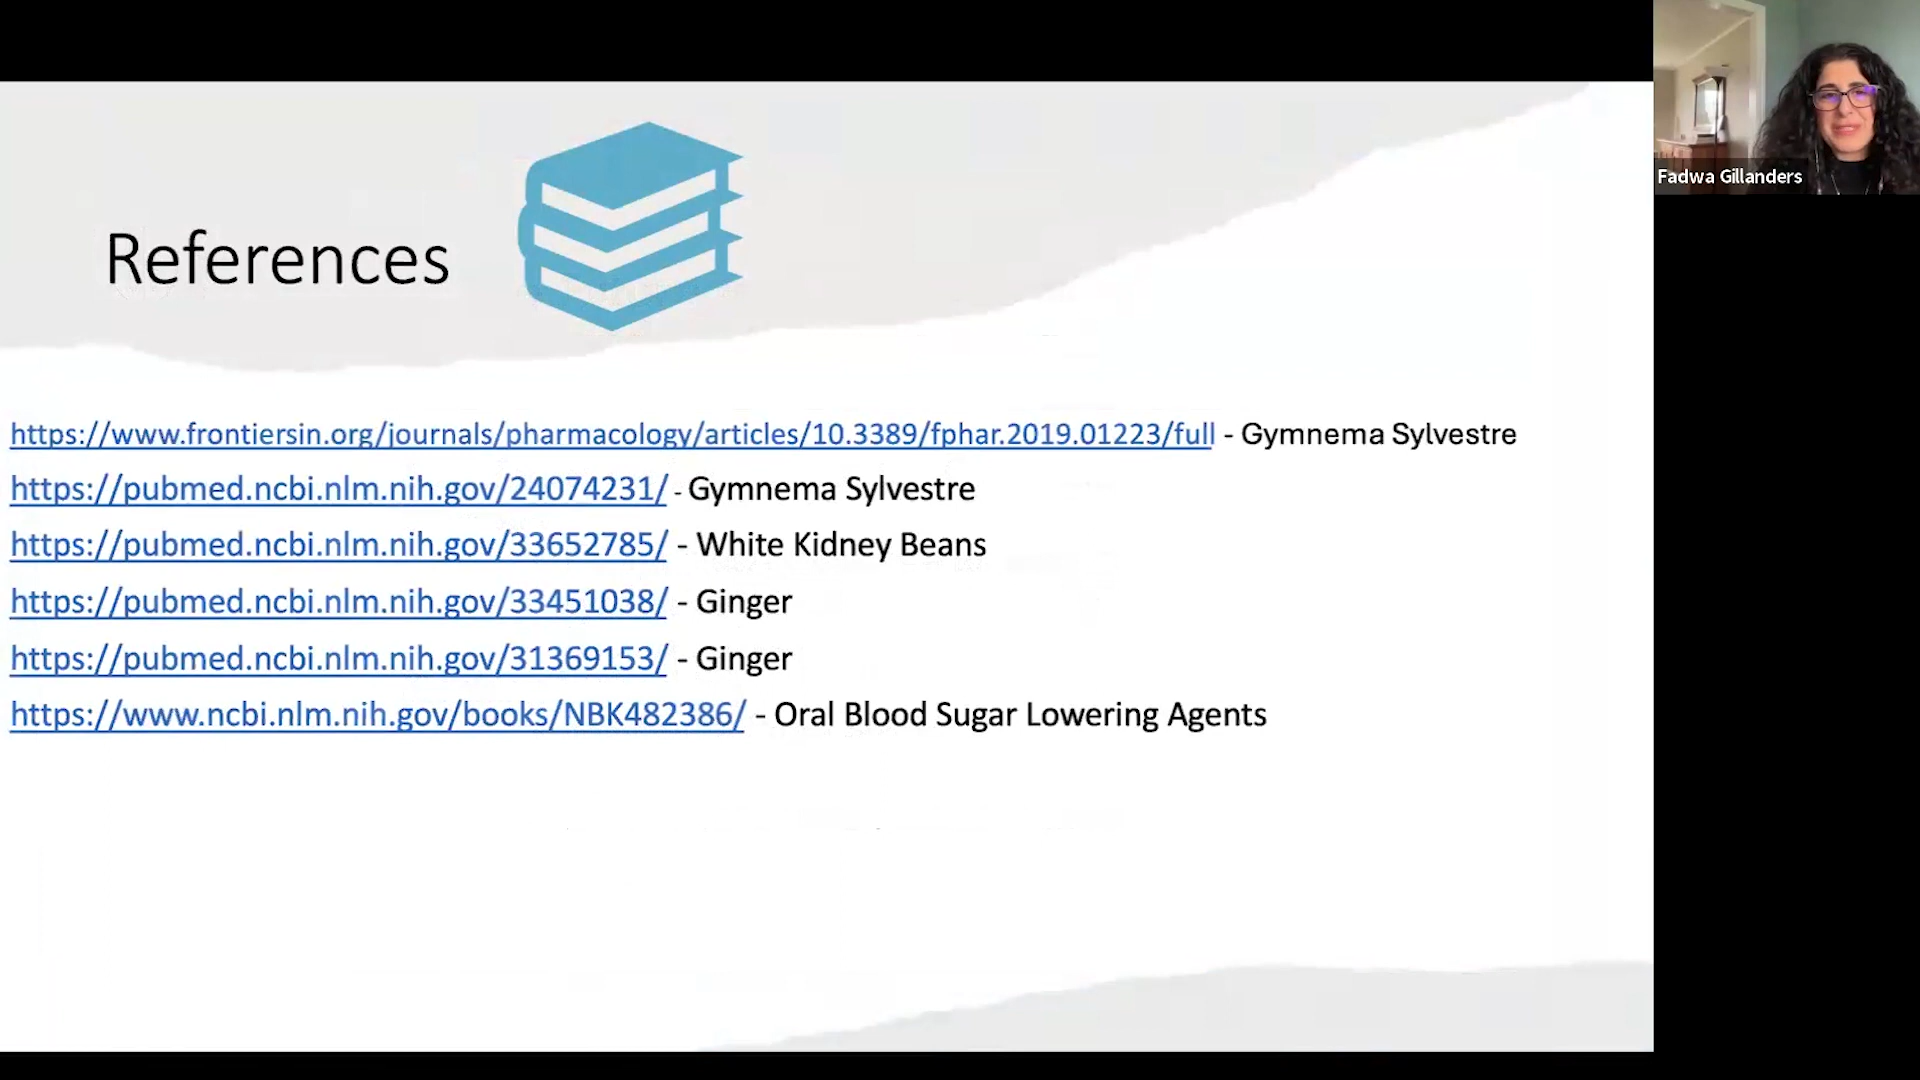 Fadwa Gillanders
References
https://www.frontiersin.org/journals/pharmacology/articles/10.3389/fphar.2019.01223/full - Gymnema Sylvestre
https://pubmed.ncbi.nlm.nih.gov/24074231/ - Gymnema Sylvestre
https://pubmed.ncbi.nlm.nih.gov/33652785/ - White Kidney Beans
https://pubmed.ncbi.nlm.nih.gov/33451038/ - Ginger
https://pubmed.ncbi.nlm.nih.gov/31369153/ - Ginger
https://www.ncbi.nlm.nih.gov/books/NBK482386/ - Oral Blood Sugar Lowering Agents